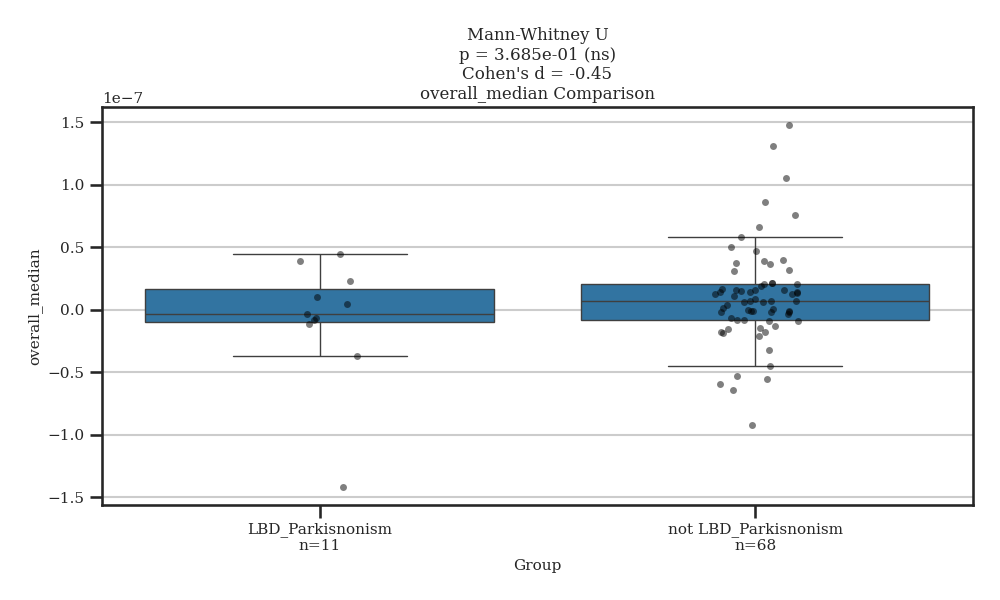 Mann-Whitney U
p = 3.685e-01 (ns)
Cohen's d = -0.45
overall_median Comparison
1e−7
1.5
1.0
0.5
0.0
−0.5
−1.0
−1.5
overall_median
LBD_Parkisnonism
n=11
not LBD_Parkisnonism
n=68
Group